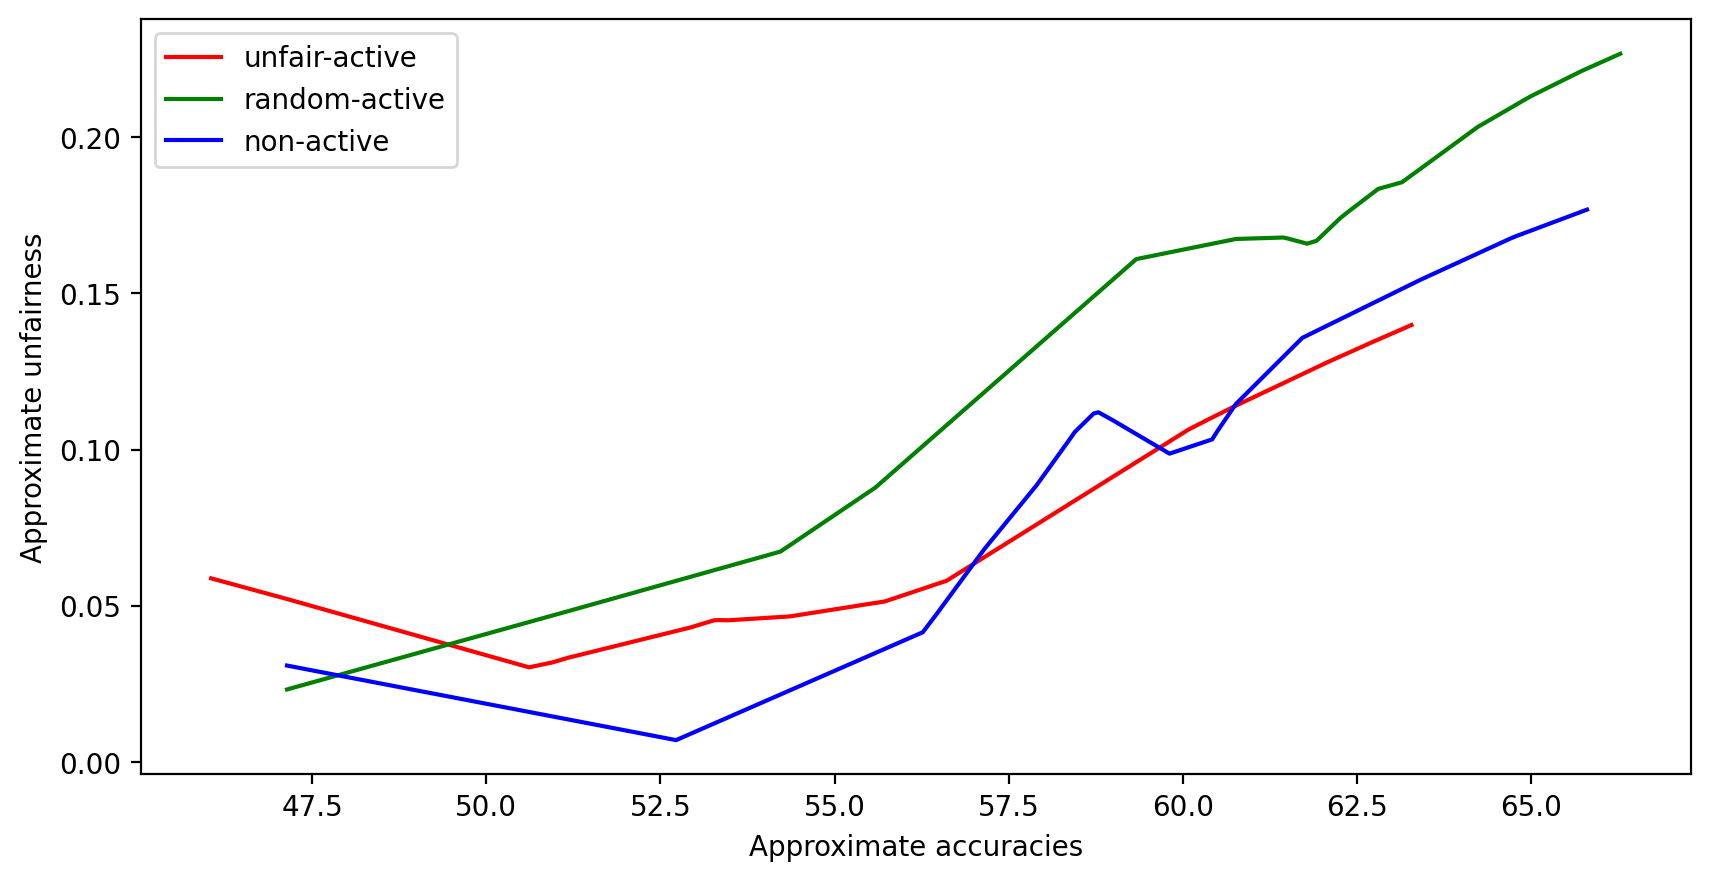 unfair-active
random-active
non-active
Approximate unfairness
0.20
0.15
0.10
0.05
0.00
47.5 50.0 52.5 55.0 57.5 60.0 62.5 65.0
Approximate accuracies